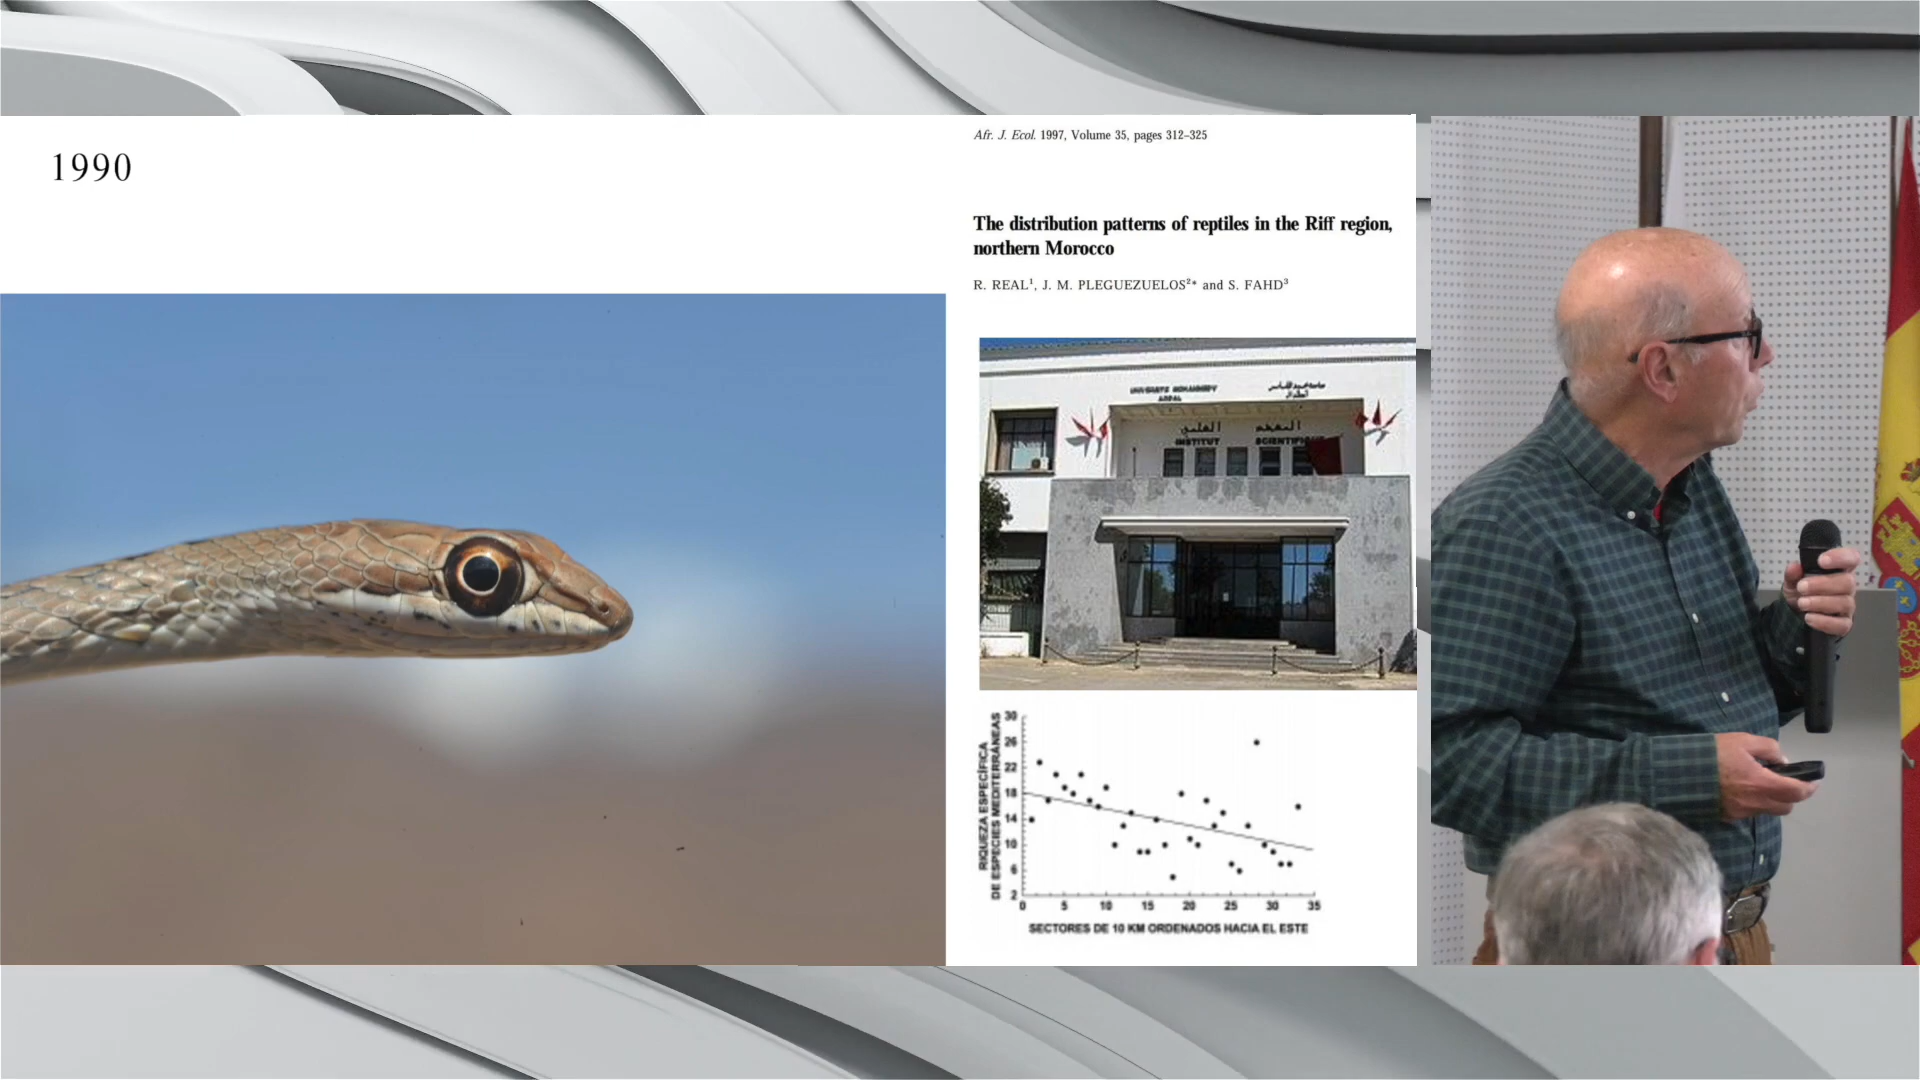 1990
Afr. J. Ecol. 1997, Volume 35, pages 312–325
The distribution patterns of reptiles in the Riff region,
northern Morocco
R. REAL¹, J. M. PLEGUEZUELOS²* and S. FAHD³
UNIVERSITE MOHAMMED V
AGDAL
المعهد العلمي
INSTITUT SCIENTIFIQUE
RIQUEZA ESPECÍFICA
DE ESPECIES MEDITERRÁNEAS
30
26
22
18
14
10
6
2
0 5 10 15 20 25 30 35
SECTORES DE 10 KM ORDENADOS HACIA EL ESTE